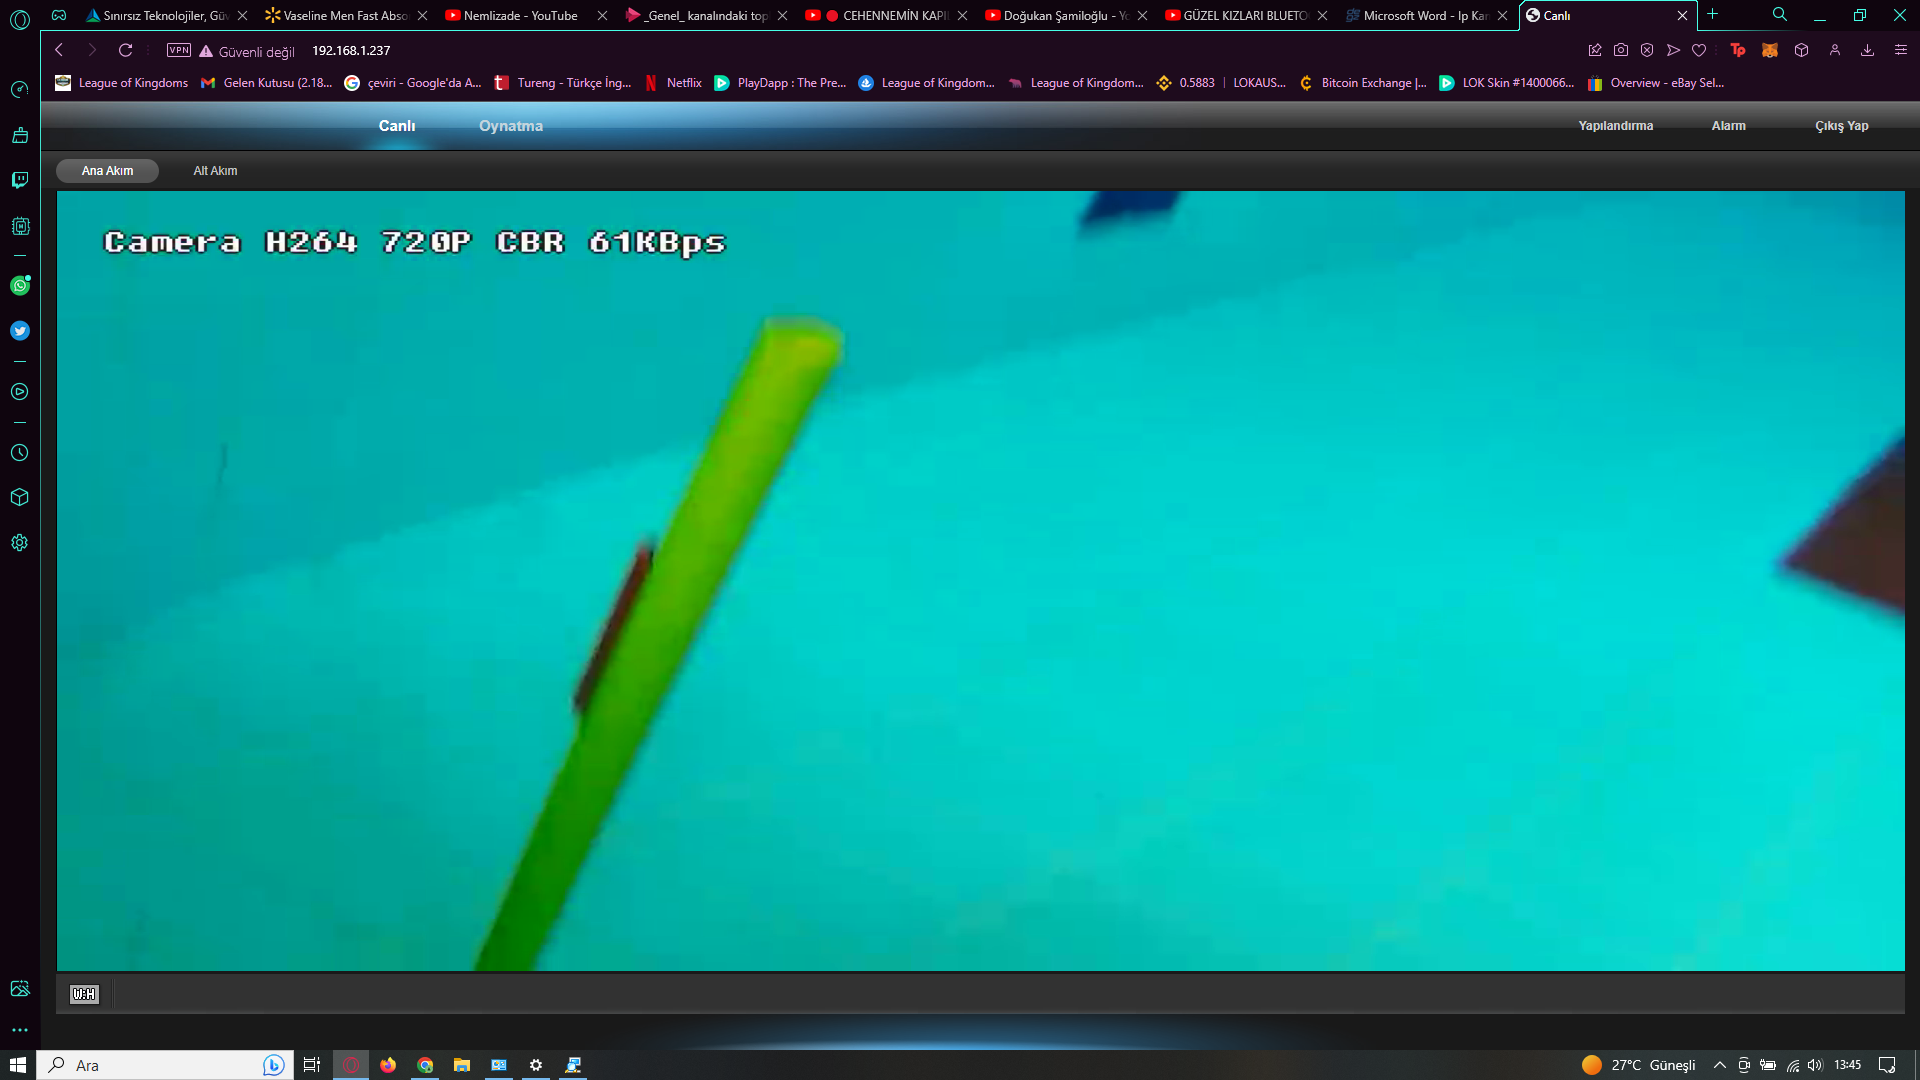 Sınırsız Teknolojiler, Güv
Vaseline Men Fast Abso
Nemlizade - YouTube
_Genel_ kanalındaki top
CEHENNEMİN KAPI
Doğukan Şamiloğlu - Yo
GÜZEL KIZLARI BLUETO
Microsoft Word - Ip Kam
Canlı
VPN
Güvenli değil
192.168.1.237
League of Kingdoms
Gelen Kutusu (2.18...
çeviri - Google'da A...
Tureng - Türkçe İng...
Netflix
PlayDapp : The Pre...
League of Kingdom...
League of Kingdom...
0.5883 | LOKAUS...
Bitcoin Exchange |...
LOK Skin #1400066...
Overview - eBay Sel...
Canlı
Oynatma
Yapılandırma
Alarm
Çıkış Yap
Ana Akım
Alt Akım
Camera H264 720P CBR 61KBps
W:H
Ara
27°C Güneşli
13:45